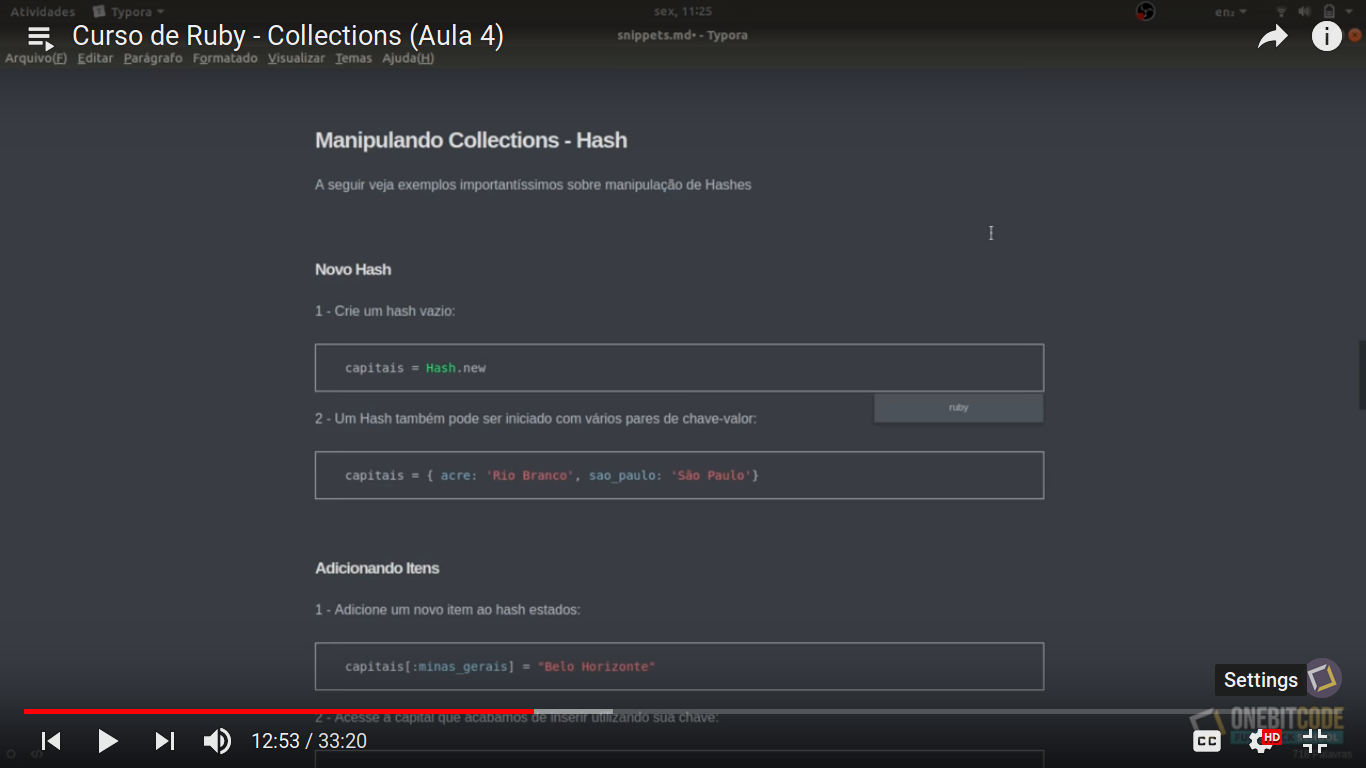 Atividades Typora sex, 11:25 en₂
Curso de Ruby - Collections (Aula 4)
snippets.md• - Typora
Arquivo(F) Editar Parágrafo Formatado Visualizar Temas Ajuda(H)
Manipulando Collections - Hash
A seguir veja exemplos importantíssimos sobre manipulação de Hashes
Novo Hash
1 - Crie um hash vazio:
capitais = Hash.new
ruby
2 - Um Hash também pode ser iniciado com vários pares de chave-valor:
capitais = { acre: 'Rio Branco', sao_paulo: 'São Paulo'}
Adicionando Itens
1 - Adicione um novo item ao hash estados:
capitais[:minas_gerais] = "Belo Horizonte"
Settings
2 - Acesse a capital que acabamos de inserir utilizando sua chave:
ONEBITCODE
12:53 / 33:20
CC
HD